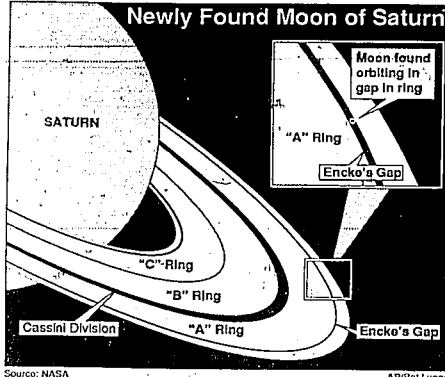 Newly Found Moon of Saturn
Moon found
orbiting in
gap in ring
"A" Ring
Encke's Gap
SATURN
"C"-Ring
"B" Ring
Cassini Division
"A" Ring
Encke's Gap
Source: NASA